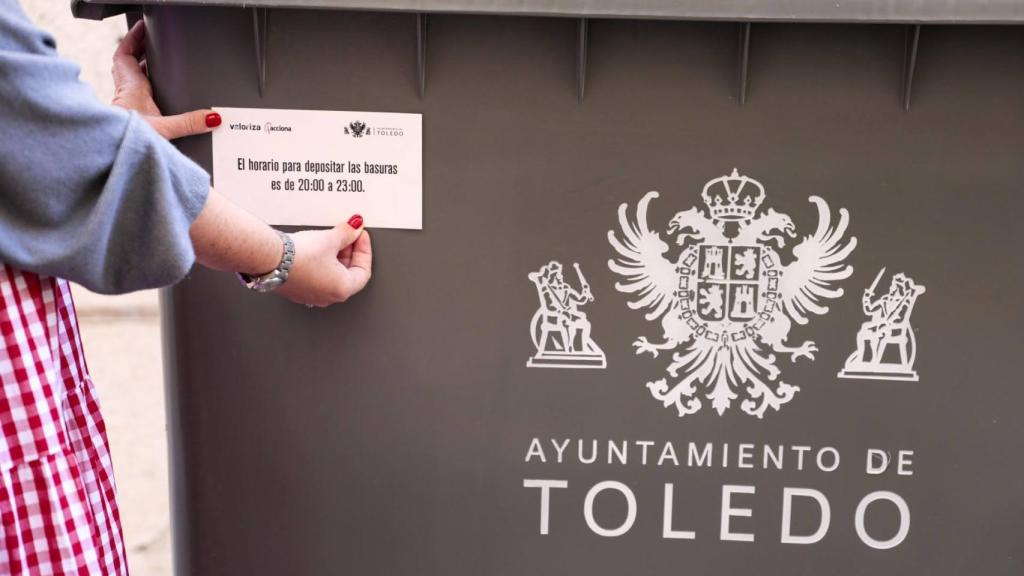 valoriza acciona
TOLEDO
El horario para depositar las basuras
es de 20:00 a 23:00.
AYUNTAMIENTO DE
TOLEDO